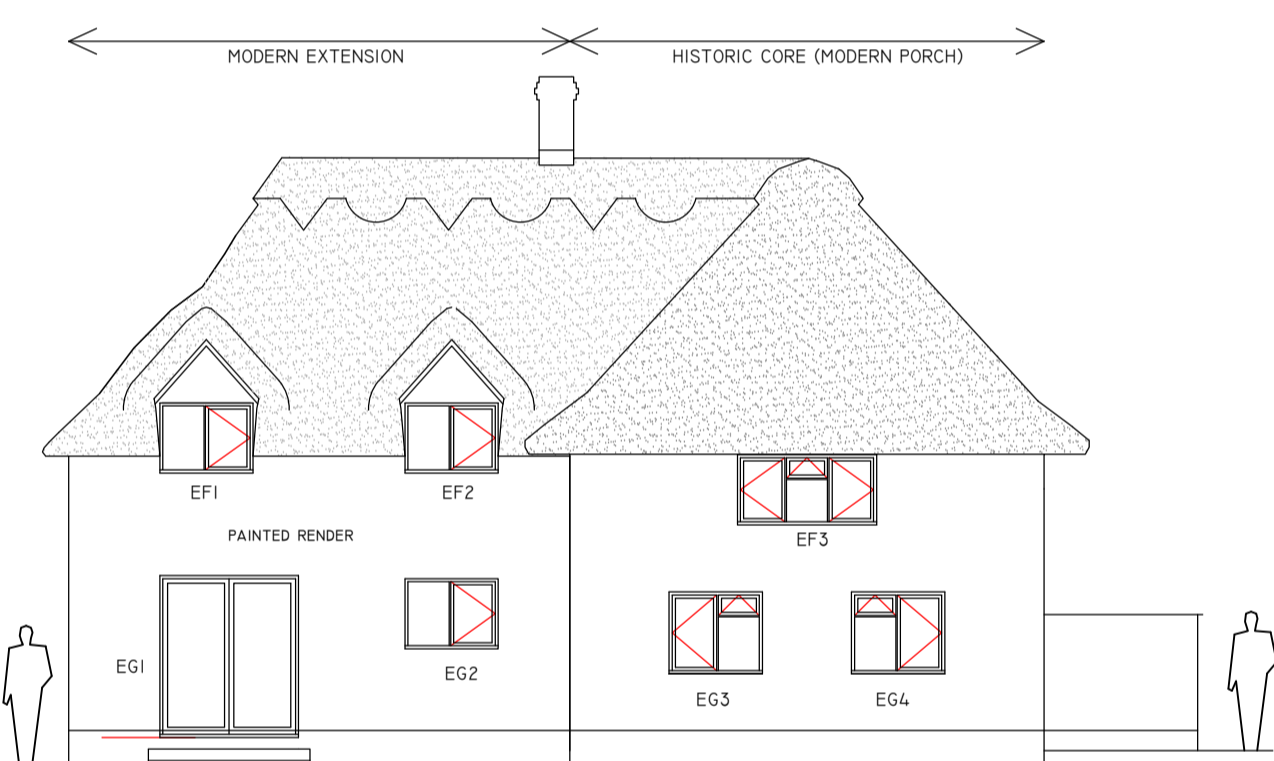 MODERN EXTENSION
HISTORIC CORE (MODERN PORCH)
EF1
EF2
PAINTED RENDER
EF3
EG1
EG2
EG3
EG4